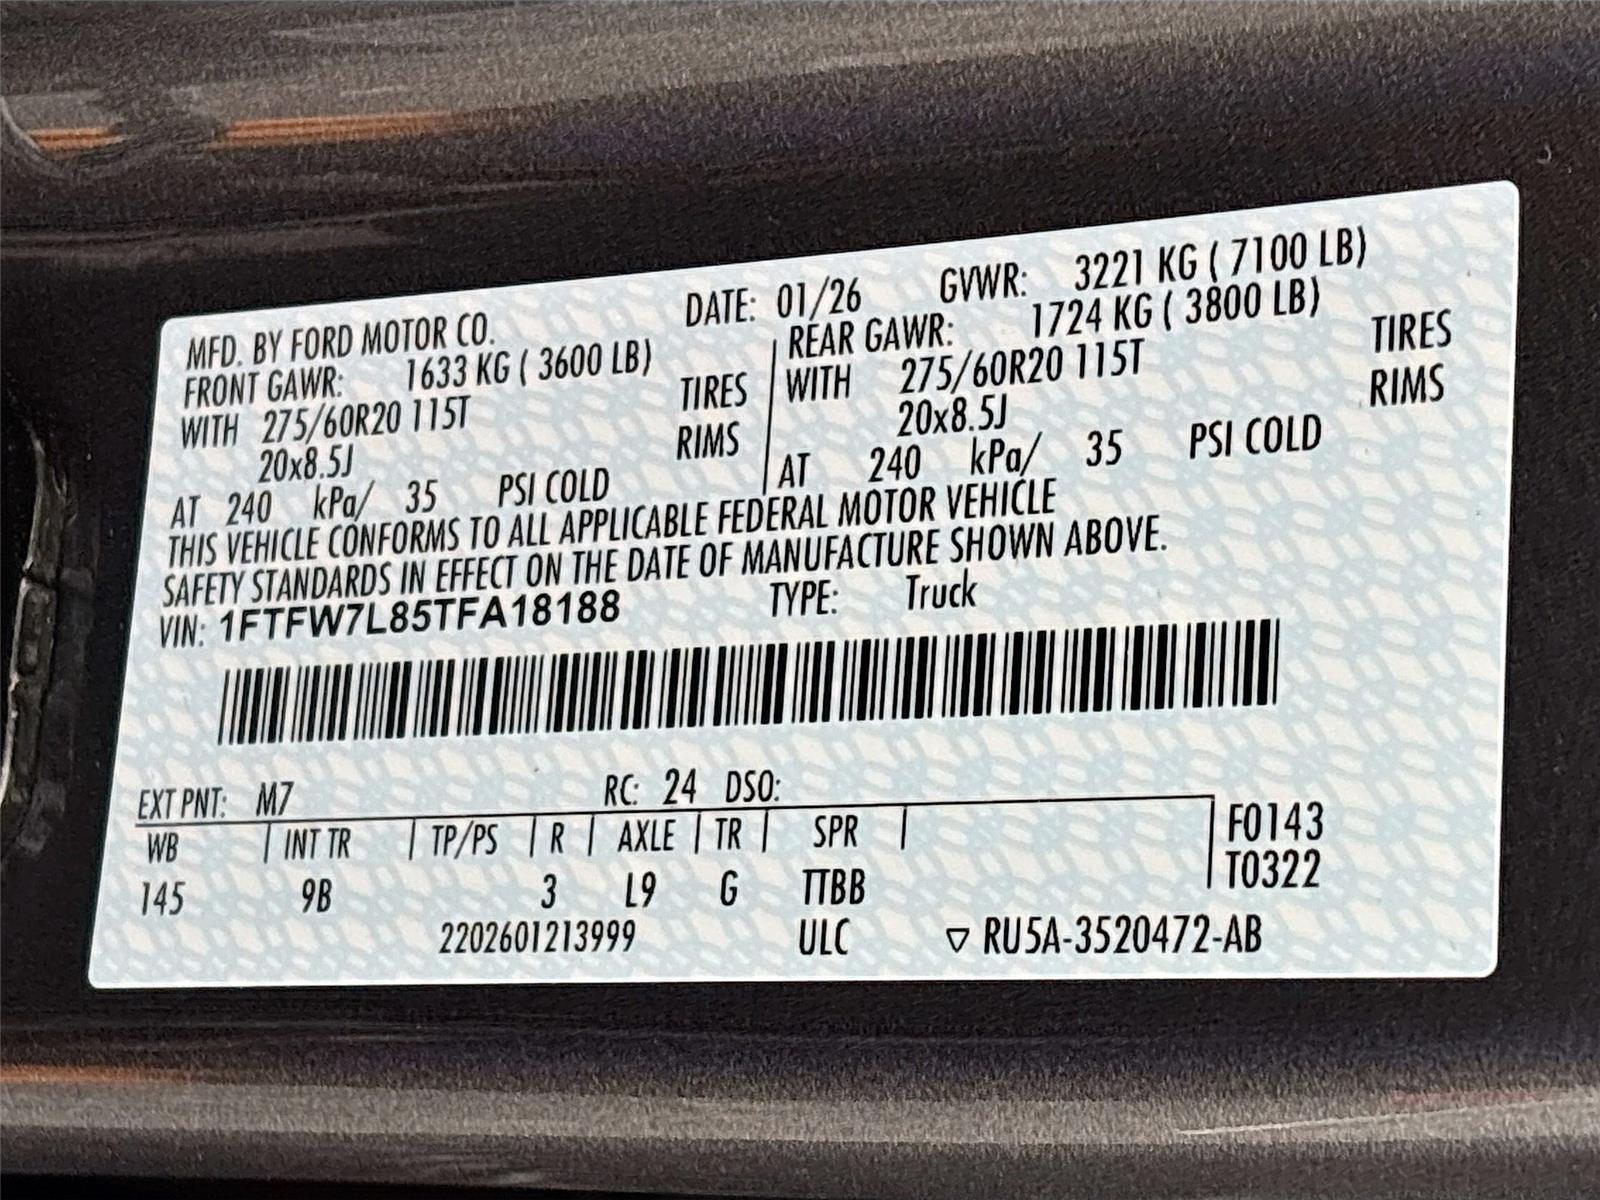 MFD. BY FORD MOTOR CO. DATE: 01/26 GVWR: 3221 KG ( 7100 LB)
FRONT GAWR: 1633 KG ( 3600 LB) REAR GAWR: 1724 KG ( 3800 LB)
WITH 275/60R20 115T TIRES WITH 275/60R20 115T TIRES
20x8.5J RIMS 20x8.5J RIMS
AT 240 kPa/ 35 PSI COLD AT 240 kPa/ 35 PSI COLD
THIS VEHICLE CONFORMS TO ALL APPLICABLE FEDERAL MOTOR VEHICLE
SAFETY STANDARDS IN EFFECT ON THE DATE OF MANUFACTURE SHOWN ABOVE.
VIN: 1FTFW7L85TFA18188 TYPE: Truck
EXT PNT: M7 RC: 24 DSO:
WB INT TR TP/PS R AXLE TR SPR F0143
145 9B 3 L9 G TTBB T0322
2202601213999 ULC ▽ RU5A-3520472-AB